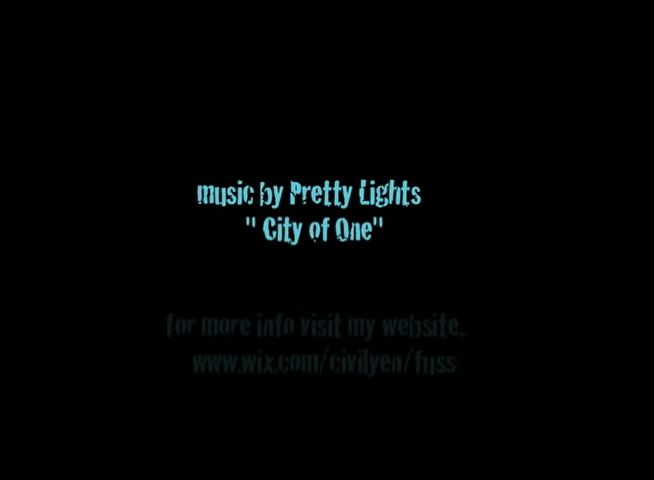 music by Pretty Lights
" City of One"
for more info visit my website..
www.wix.com/civilyen/fuss